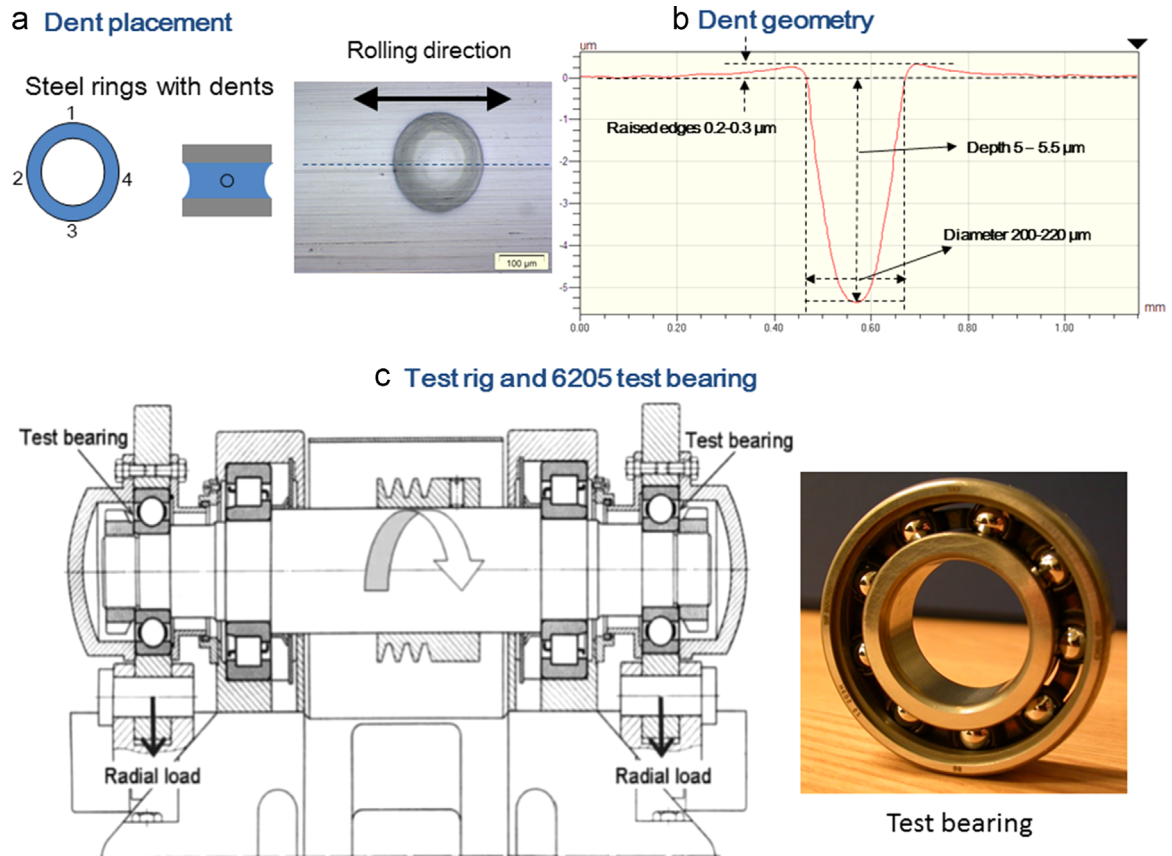 a Dent placement
Steel rings with dents
1
2
4
3
Rolling direction
100 µm
b Dent geometry
um
0
-1
-2
-3
-4
-5
Raised edges 0.2-0.3 µm
Depth 5 – 5.5 µm
Diameter 200-220 µm
mm
0.00
0.20
0.40
0.60
0.80
1.00
c Test rig and 6205 test bearing
Test bearing
Test bearing
Radial load
Radial load
Test bearing